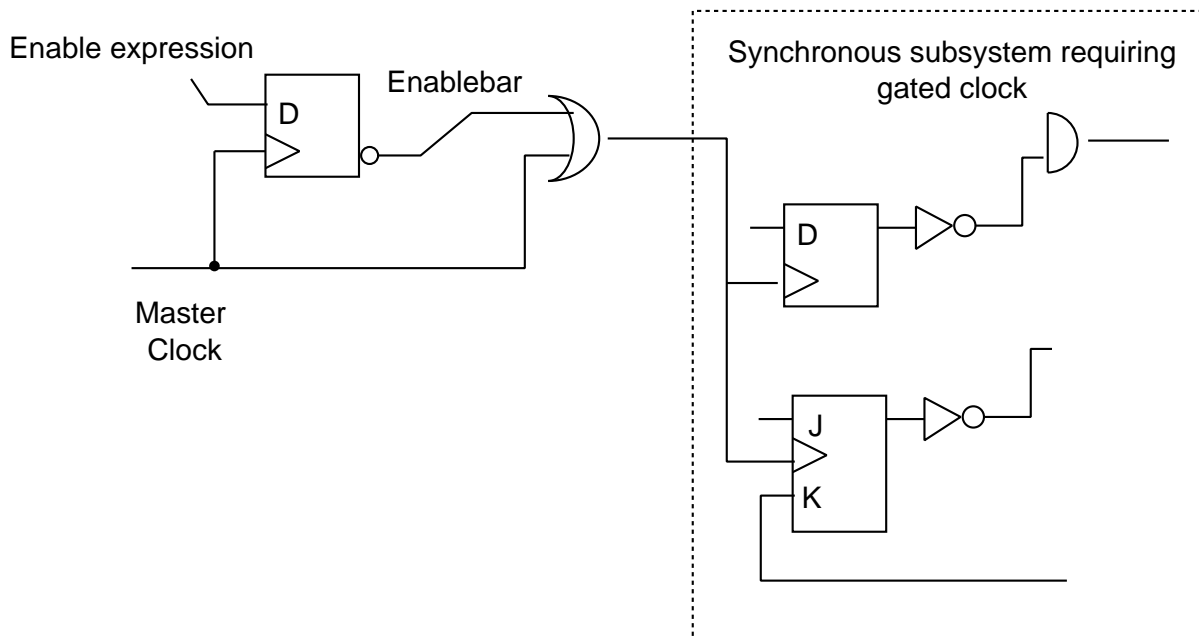 Enable expression
Enablebar
D
Master
Clock
Synchronous subsystem requiring
gated clock
D
J
K